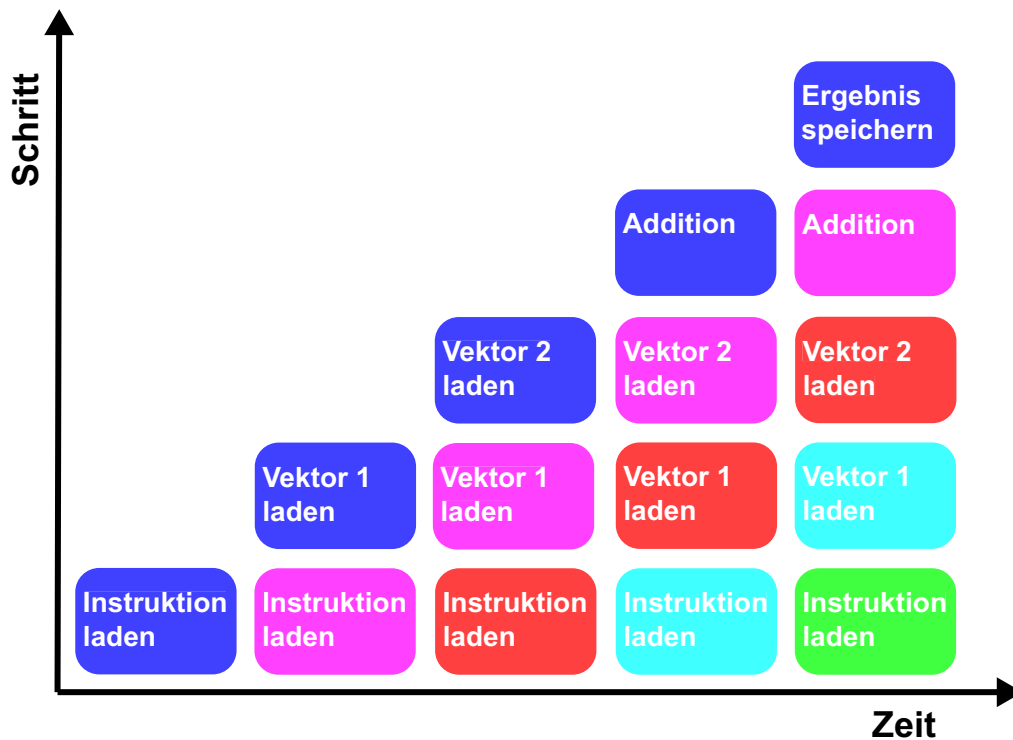 Schritt
Ergebnis
speichern
Addition
Addition
Vektor 2
laden
Vektor 2
laden
Vektor 2
laden
Vektor 1
laden
Vektor 1
laden
Vektor 1
laden
Vektor 1
laden
Instruktion
laden
Instruktion
laden
Instruktion
laden
Instruktion
laden
Instruktion
laden
Zeit